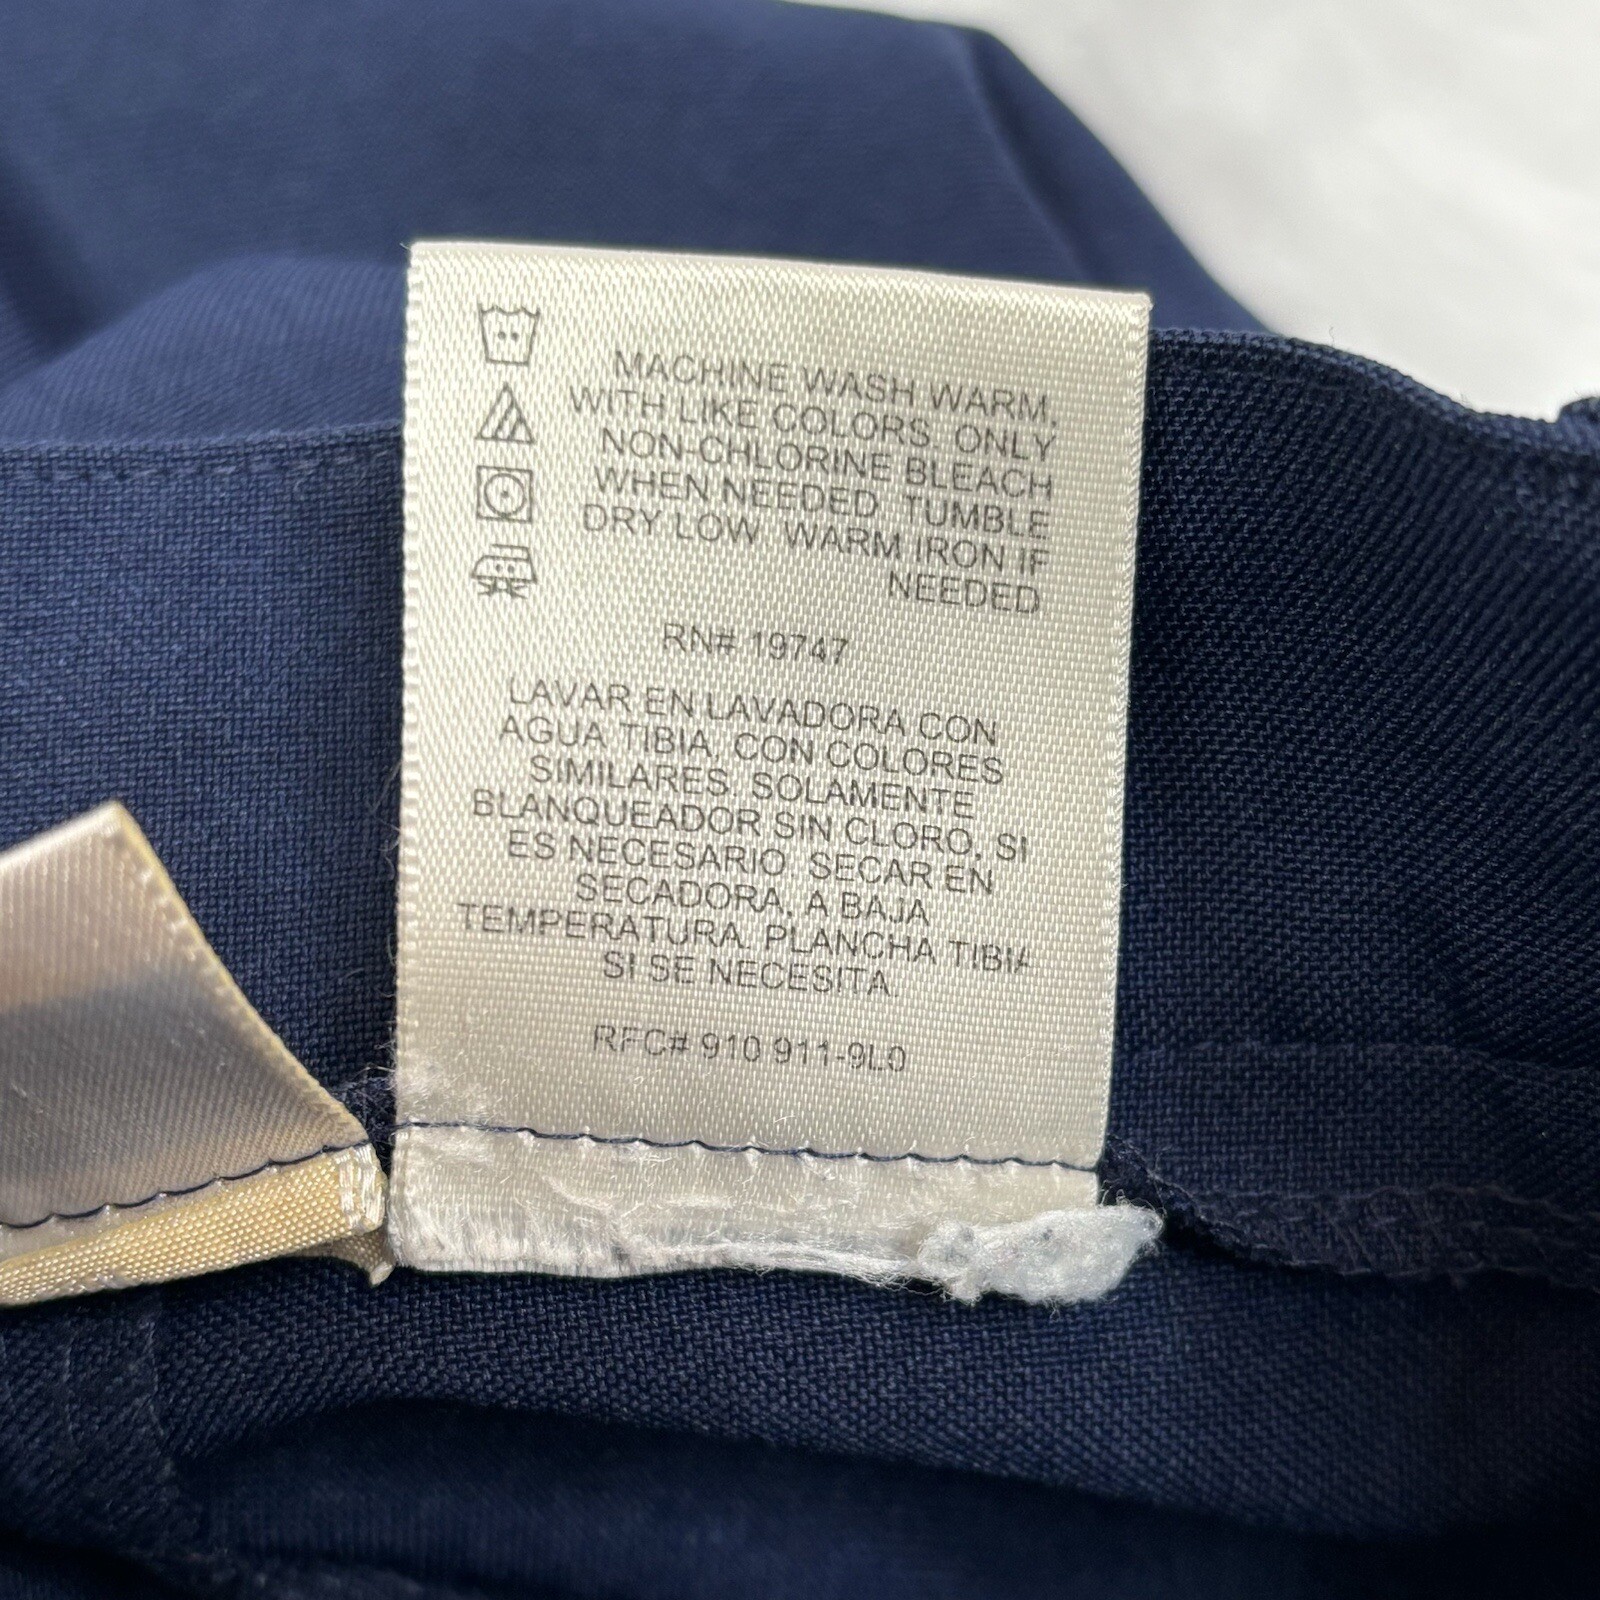 MACHINE WASH WARM,
WITH LIKE COLORS. ONLY
NON-CHLORINE BLEACH
WHEN NEEDED. TUMBLE
DRY LOW. WARM IRON IF
NEEDED
RN# 19747
LAVAR EN LAVADORA CON
AGUA TIBIA, CON COLORES
SIMILARES. SOLAMENTE
BLANQUEADOR SIN CLORO, SI
ES NECESARIO. SECAR EN
SECADORA, A BAJA
TEMPERATURA. PLANCHA TIBIA
SI SE NECESITA.
RFC# 910 911-9L0